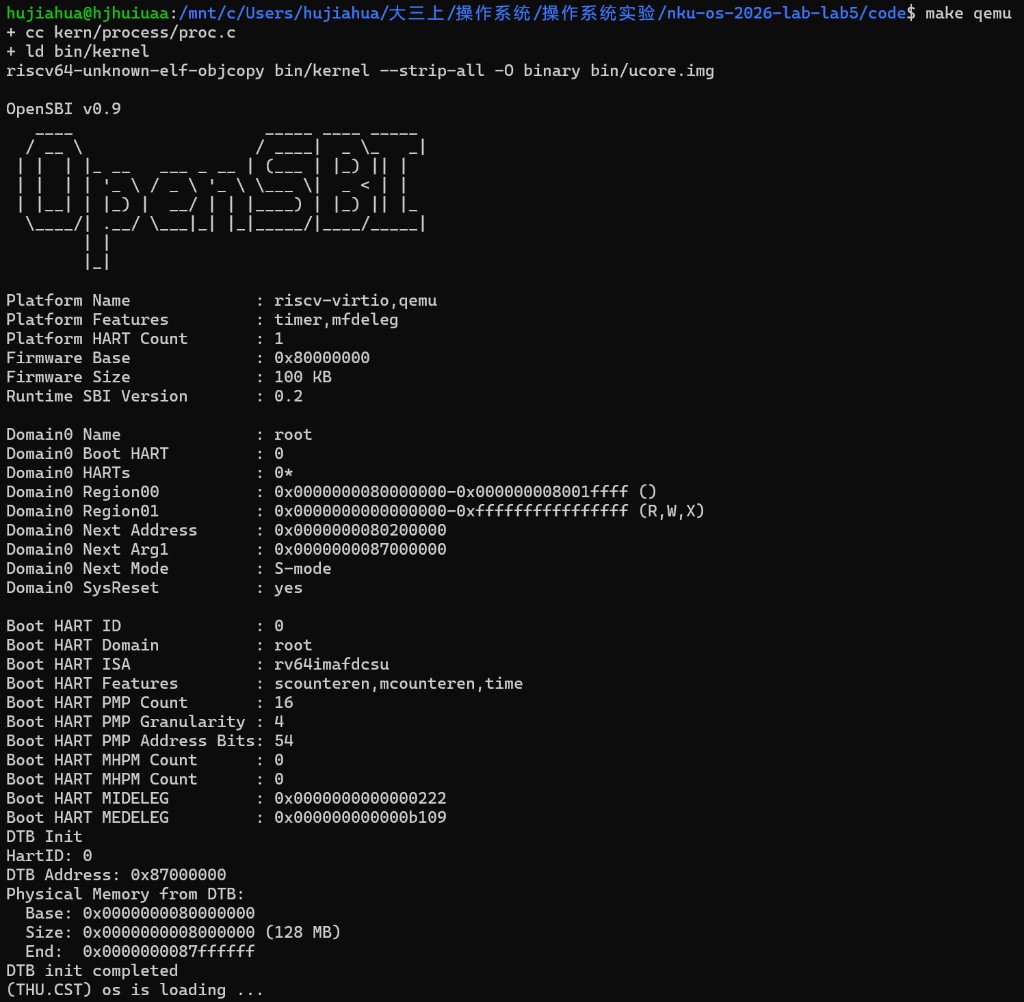 hujiahua@hjhuiuaa:/mnt/c/Users/hujiahua/大三上/操作系统/操作系统实验/nku-os-2026-lab-lab5/code$ make qemu
+ cc kern/process/proc.c
+ ld bin/kernel
riscv64-unknown-elf-objcopy bin/kernel --strip-all -O binary bin/ucore.img

OpenSBI v0.9
   ____                    _____ ____ _____
  / __ \                  / ____|  _ \_   _|
 | |  | |_ __   ___ _ __ | (___ | |_) || |
 | |  | | '_ \ / _ \ '_ \ \___ \|  _ < | |
 | |__| | |_) |  __/ | | |____) | |_) || |_
  \____/| .__/ \___|_| |_|_____/|____/_____|
        | |
        |_|

Platform Name             : riscv-virtio,qemu
Platform Features         : timer,mfdeleg
Platform HART Count       : 1
Firmware Base             : 0x80000000
Firmware Size             : 100 KB
Runtime SBI Version       : 0.2

Domain0 Name              : root
Domain0 Boot HART         : 0
Domain0 HARTs             : 0*
Domain0 Region00          : 0x0000000080000000-0x000000008001ffff ()
Domain0 Region01          : 0x0000000000000000-0xffffffffffffffff (R,W,X)
Domain0 Next Address      : 0x0000000080200000
Domain0 Next Arg1         : 0x0000000087000000
Domain0 Next Mode         : S-mode
Domain0 SysReset          : yes

Boot HART ID              : 0
Boot HART Domain          : root
Boot HART ISA             : rv64imafdcsu
Boot HART Features        : scounteren,mcounteren,time
Boot HART PMP Count       : 16
Boot HART PMP Granularity : 4
Boot HART PMP Address Bits: 54
Boot HART MHPM Count      : 0
Boot HART MHPM Count      : 0
Boot HART MIDELEG         : 0x0000000000000222
Boot HART MEDELEG         : 0x000000000000b109
DTB Init
HartID: 0
DTB Address: 0x87000000
Physical Memory from DTB:
  Base: 0x0000000080000000
  Size: 0x0000000008000000 (128 MB)
  End:  0x0000000087ffffff
DTB init completed
(THU.CST) os is loading ...